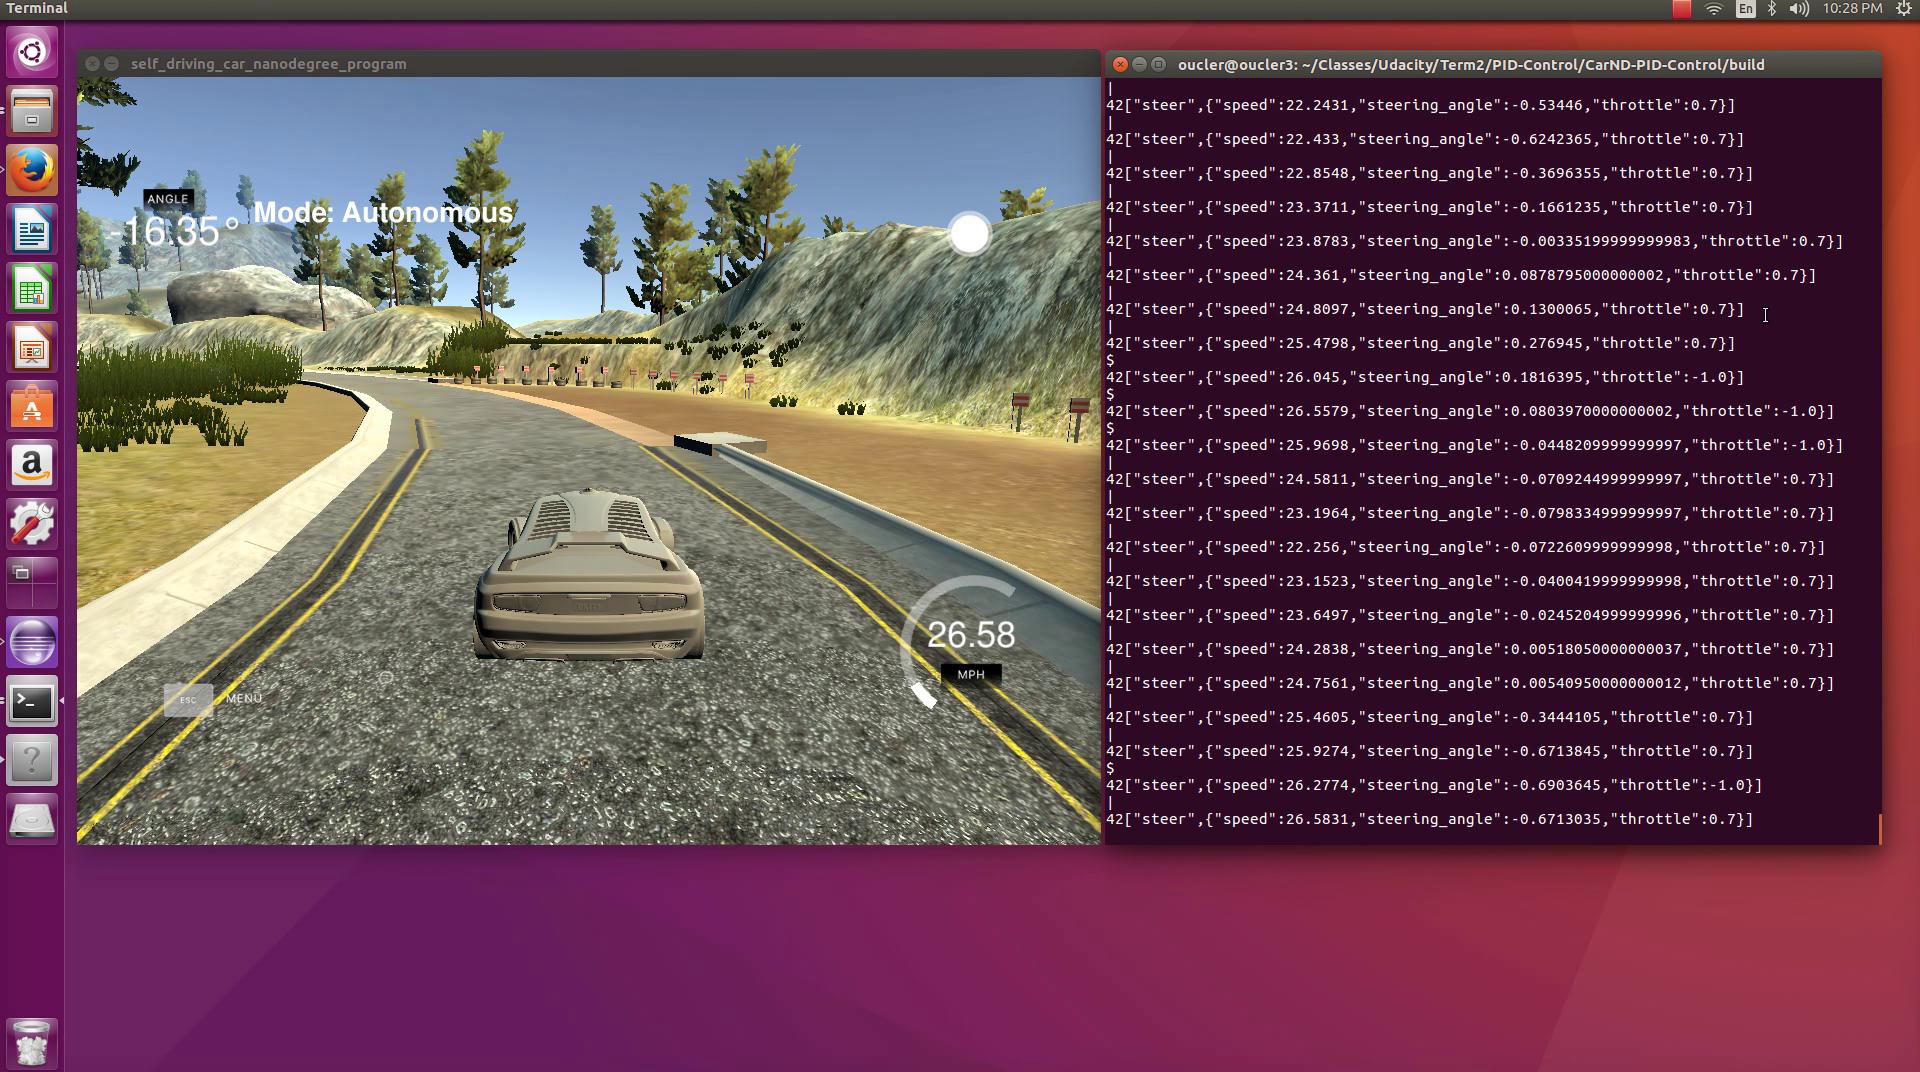 Terminal
En
10:28 PM
self_driving_car_nanodegree_program
ANGLE
-16.35°
Mode: Autonomous
26.58
MPH
ESC
MENU
oucler@oucler3: ~/Classes/Udacity/Term2/PID-Control/CarND-PID-Control/build
|
42["steer",{"speed":22.2431,"steering_angle":-0.53446,"throttle":0.7}]
|
42["steer",{"speed":22.433,"steering_angle":-0.6242365,"throttle":0.7}]
|
42["steer",{"speed":22.8548,"steering_angle":-0.3696355,"throttle":0.7}]
|
42["steer",{"speed":23.3711,"steering_angle":-0.1661235,"throttle":0.7}]
|
42["steer",{"speed":23.8783,"steering_angle":-0.00335199999999983,"throttle":0.7}]
|
42["steer",{"speed":24.361,"steering_angle":0.0878795000000002,"throttle":0.7}]
|
42["steer",{"speed":24.8097,"steering_angle":0.1300065,"throttle":0.7}]
|
42["steer",{"speed":25.4798,"steering_angle":0.276945,"throttle":0.7}]
$
42["steer",{"speed":26.045,"steering_angle":0.1816395,"throttle":-1.0}]
$
42["steer",{"speed":26.5579,"steering_angle":0.0803970000000002,"throttle":-1.0}]
$
42["steer",{"speed":25.9698,"steering_angle":-0.0448209999999997,"throttle":-1.0}]
|
42["steer",{"speed":24.5811,"steering_angle":-0.0709244999999997,"throttle":0.7}]
|
42["steer",{"speed":23.1964,"steering_angle":-0.0798334999999997,"throttle":0.7}]
|
42["steer",{"speed":22.256,"steering_angle":-0.0722609999999998,"throttle":0.7}]
|
42["steer",{"speed":23.1523,"steering_angle":-0.0400419999999998,"throttle":0.7}]
|
42["steer",{"speed":23.6497,"steering_angle":-0.0245204999999996,"throttle":0.7}]
|
42["steer",{"speed":24.2838,"steering_angle":0.00518050000000037,"throttle":0.7}]
|
42["steer",{"speed":24.7561,"steering_angle":0.00540950000000012,"throttle":0.7}]
|
42["steer",{"speed":25.4605,"steering_angle":-0.3444105,"throttle":0.7}]
|
42["steer",{"speed":25.9274,"steering_angle":-0.6713845,"throttle":0.7}]
$
42["steer",{"speed":26.2774,"steering_angle":-0.6903645,"throttle":-1.0}]
|
42["steer",{"speed":26.5831,"steering_angle":-0.6713035,"throttle":0.7}]